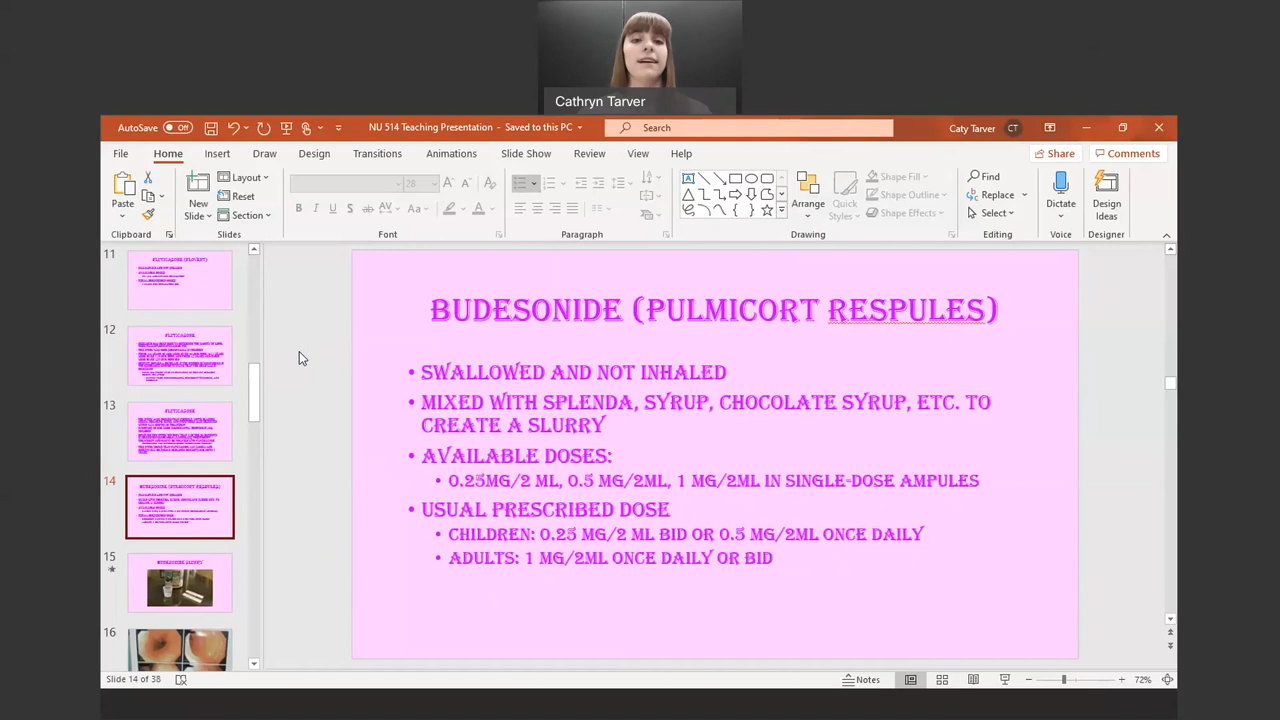 Cathryn Tarver
AutoSave Off
NU 514 Teaching Presentation - Saved to this PC
Search
Caty Tarver CT
File Home Insert Draw Design Transitions Animations Slide Show Review View Help
Share Comments
Paste
Clipboard
New Slide
Layout
Reset
Section
Slides
28
B I U S ab AV Aa A
Font
Paragraph
Arrange
Quick Styles
Shape Fill
Shape Outline
Shape Effects
Drawing
Find
Replace
Select
Editing
Dictate
Voice
Design Ideas
Designer
11
12
FLUTICASONE
13
FLUTICASONE
14
15
16
BUDESONIDE (PULMICORT RESPULES)
• SWALLOWED AND NOT INHALED
• MIXED WITH SPLENDA, SYRUP, CHOCOLATE SYRUP, ETC. TO
CREATE A SLURRY
• AVAILABLE DOSES:
• 0.25MG/2 ML, 0.5 MG/2ML, 1 MG/2ML IN SINGLE-DOSE AMPULES
• USUAL PRESCRIBED DOSE
• CHILDREN: 0.25 MG/2 ML BID OR 0.5 MG/2ML ONCE DAILY
• ADULTS: 1 MG/2ML ONCE DAILY OR BID
Slide 14 of 38
Notes
72%